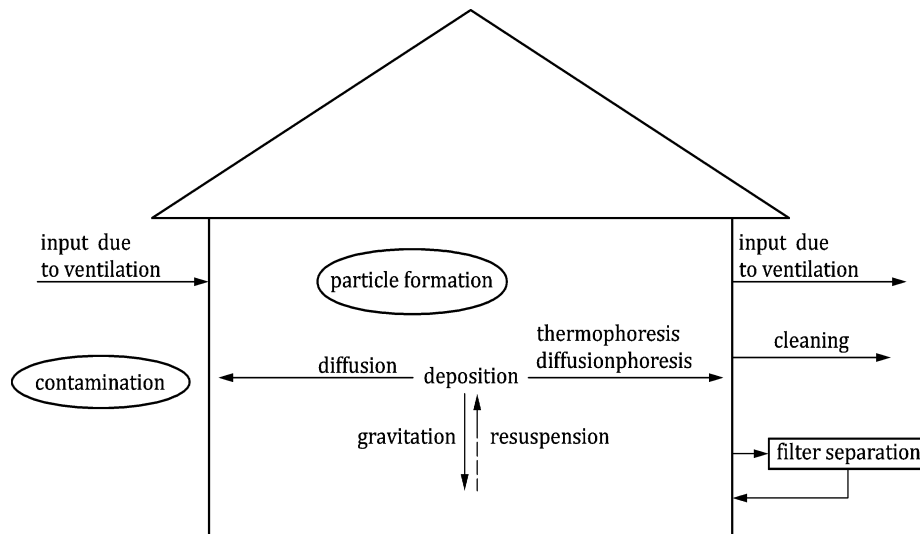 input due
to ventilation
particle formation
input due
to ventilation
cleaning
contamination
thermophoresis
diffusionphoresis
diffusion
deposition
gravitation
resuspension
filter separation